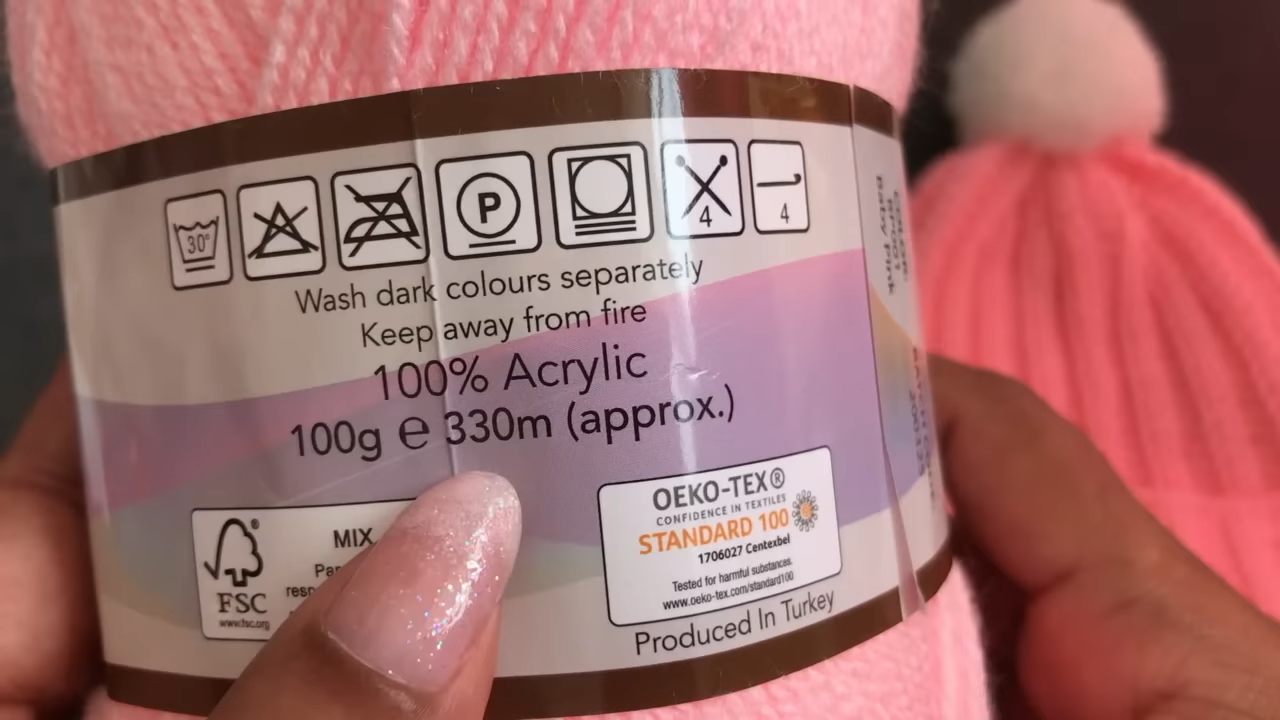 30°
P
4
4
Wash dark colours separately
Keep away from fire
100% Acrylic
100g e 330m (approx.)
MIX
FSC
®
www.fsc.org
OEKO-TEX®
CONFIDENCE IN TEXTILES
STANDARD 100
1706027 Centexbel
Tested for harmful substances.
www.oeko-tex.com/standard100
Produced In Turkey
Baby Pink